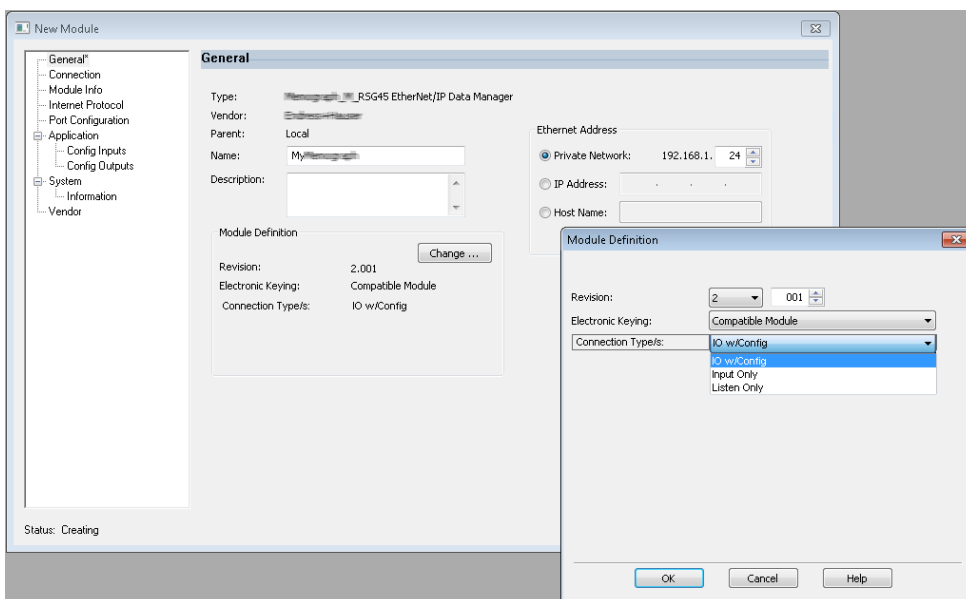 New Module
General*
Connection
Module Info
Internet Protocol
Port Configuration
Application
Config Inputs
Config Outputs
System
Information
Vendor
Status: Creating
General
Type: RSG45 EtherNet/IP Data Manager
Vendor:
Parent: Local
Name: My
Description:
Ethernet Address
Private Network: 192.168.1. 24
IP Address: . . .
Host Name:
Module Definition
Change ...
Revision: 2.001
Electronic Keying: Compatible Module
Connection Type/s: IO w/Config
Module Definition
Revision: 2 001
Electronic Keying: Compatible Module
Connection Type/s: IO w/Config
IO w/Config
Input Only
Listen Only
OK Cancel Help